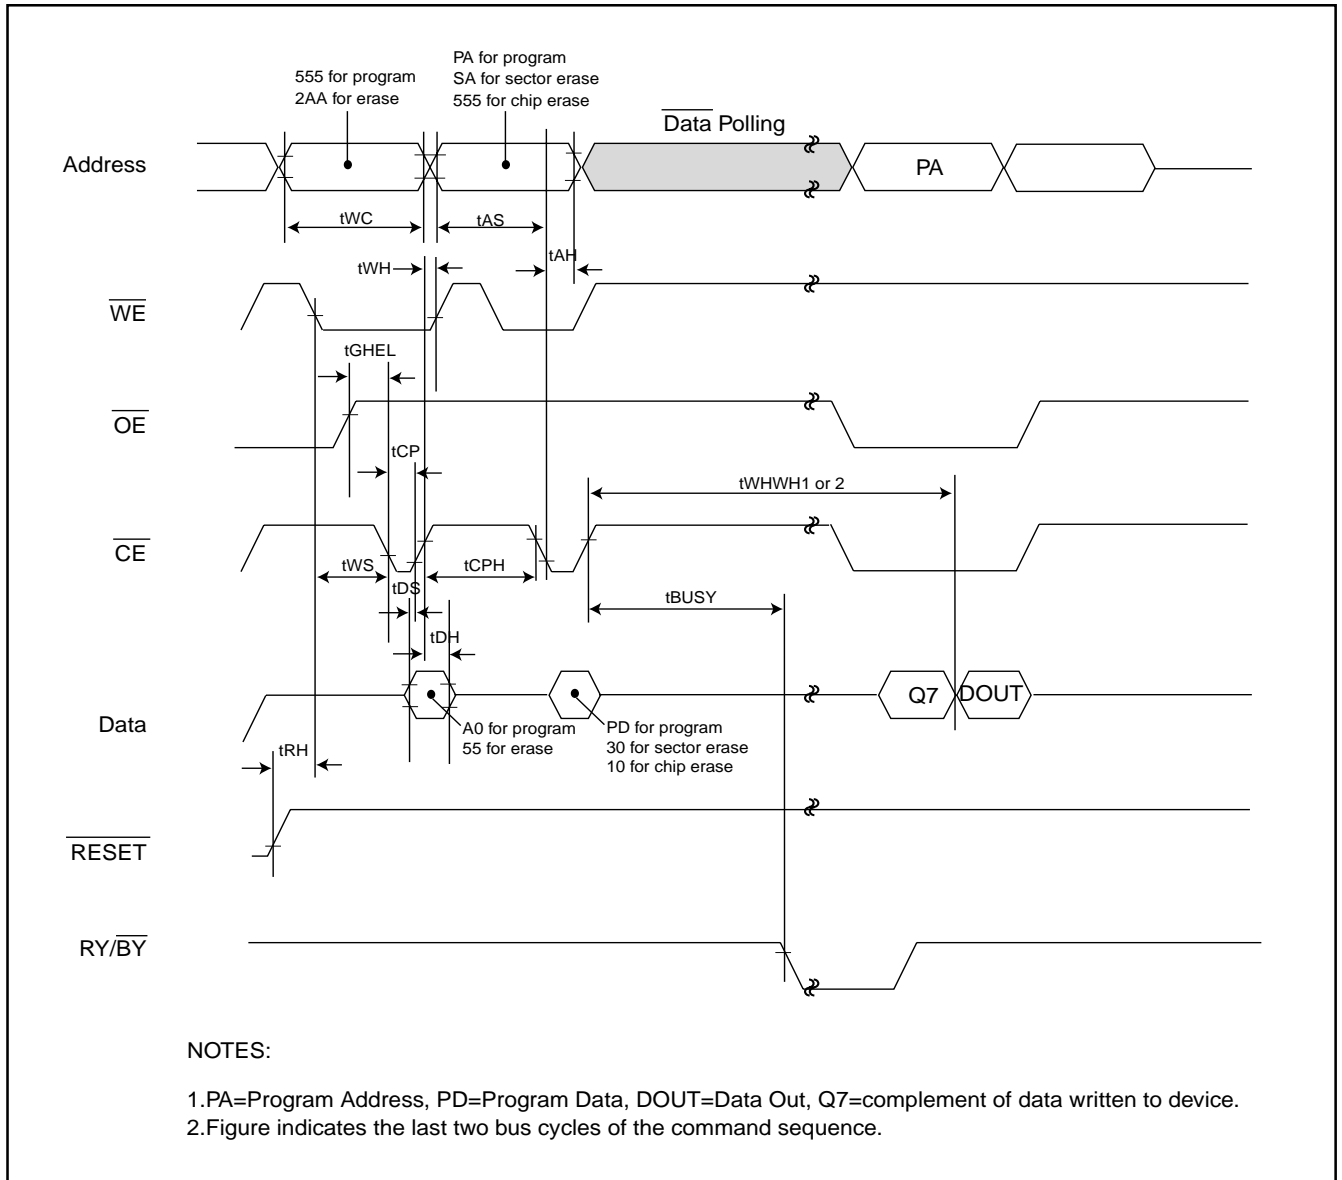 555 for program
2AA for erase
PA for program
SA for sector erase
555 for chip erase
Data Polling
Address
PA
tWC
tAS
tAH
tWH
WE
tGHEL
OE
tCP
tWHWH1 or 2
CE
tWS
tCPH
tDS
tBUSY
tDH
Q7
DOUT
Data
A0 for program
55 for erase
PD for program
30 for sector erase
10 for chip erase
tRH
RESET
RY/BY
NOTES:
1.PA=Program Address, PD=Program Data, DOUT=Data Out, Q7=complement of data written to device.
2.Figure indicates the last two bus cycles of the command sequence.